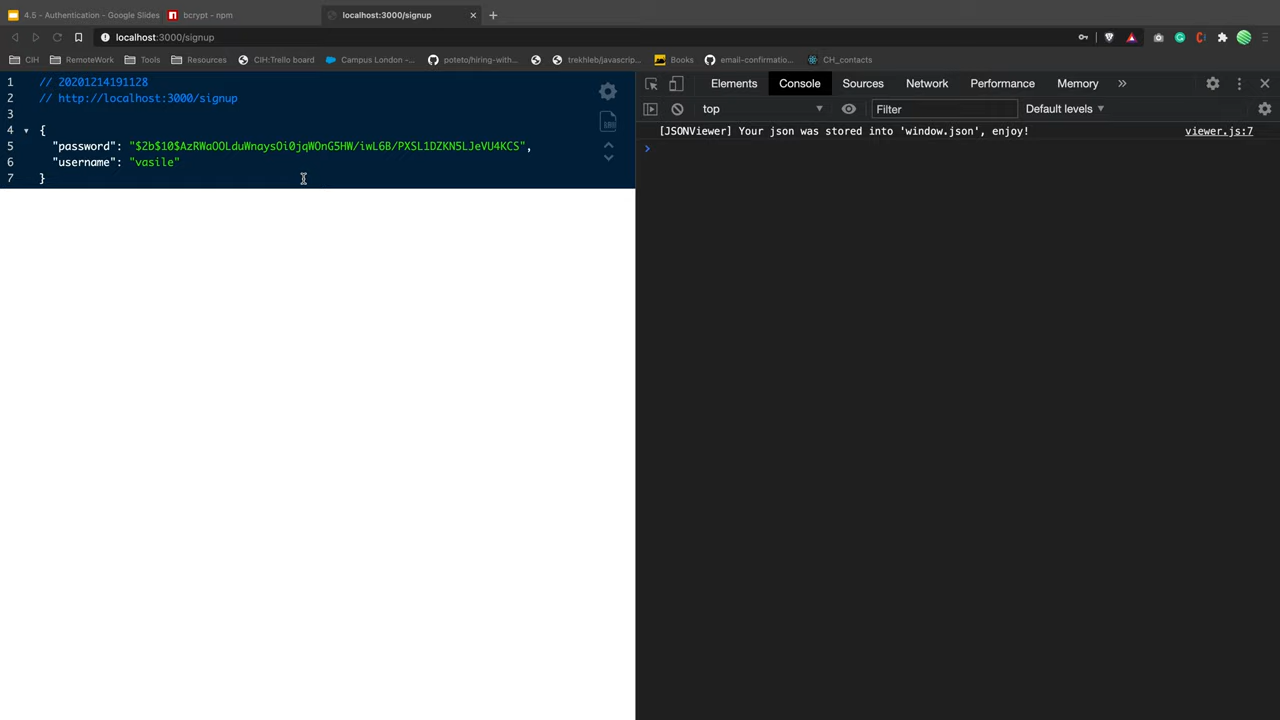 4.5 - Authentication - Google Slides
bcrypt - npm
localhost:3000/signup
localhost:3000/signup
CIH
RemoteWork
Tools
Resources
CIH:Trello board
Campus London -...
poteto/hiring-with...
trekhleb/javascrip...
Books
email-confirmatio...
CH_contacts
1 // 20201214191128
2 // http://localhost:3000/signup
3
4 {
5 "password": "$2b$10$AzRWaOOLduWnaysOi0jqWOnG5HW/iwL6B/PXSL1DZKN5LJeVU4KCS",
6 "username": "vasile"
7 }
Elements Console Sources Network Performance Memory »
top Filter Default levels
[JSONViewer] Your json was stored into 'window.json', enjoy! viewer.js:7